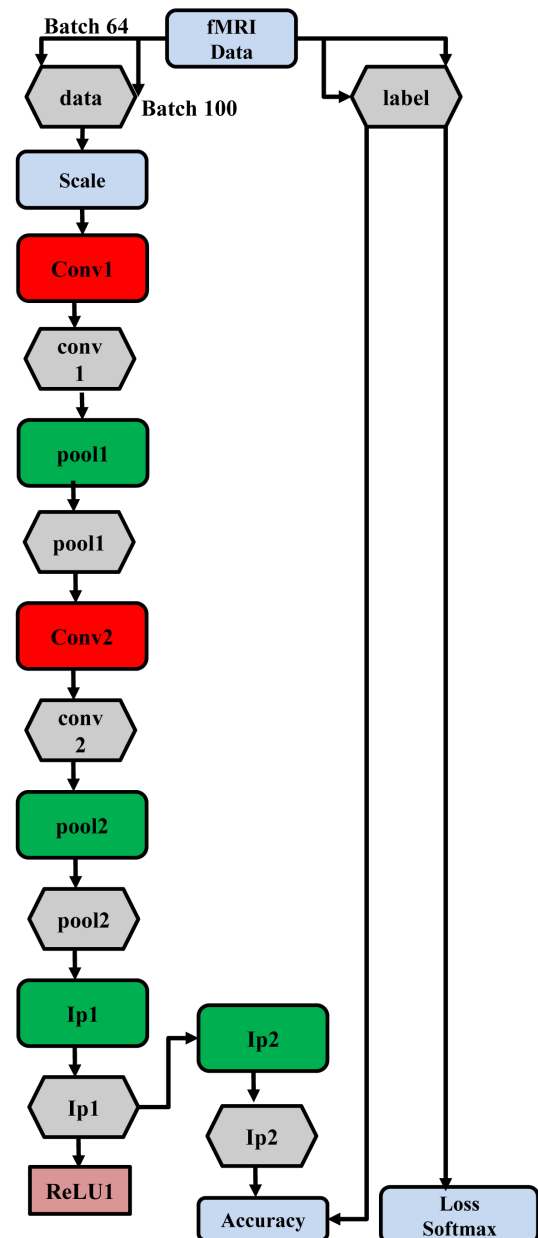 Batch 64
fMRI
Data
data
Batch 100
label
Scale
Conv1
conv
1
pool1
pool1
Conv2
conv
2
pool2
pool2
Ip1
Ip2
Ip1
Ip2
ReLU1
Accuracy
Loss
Softmax